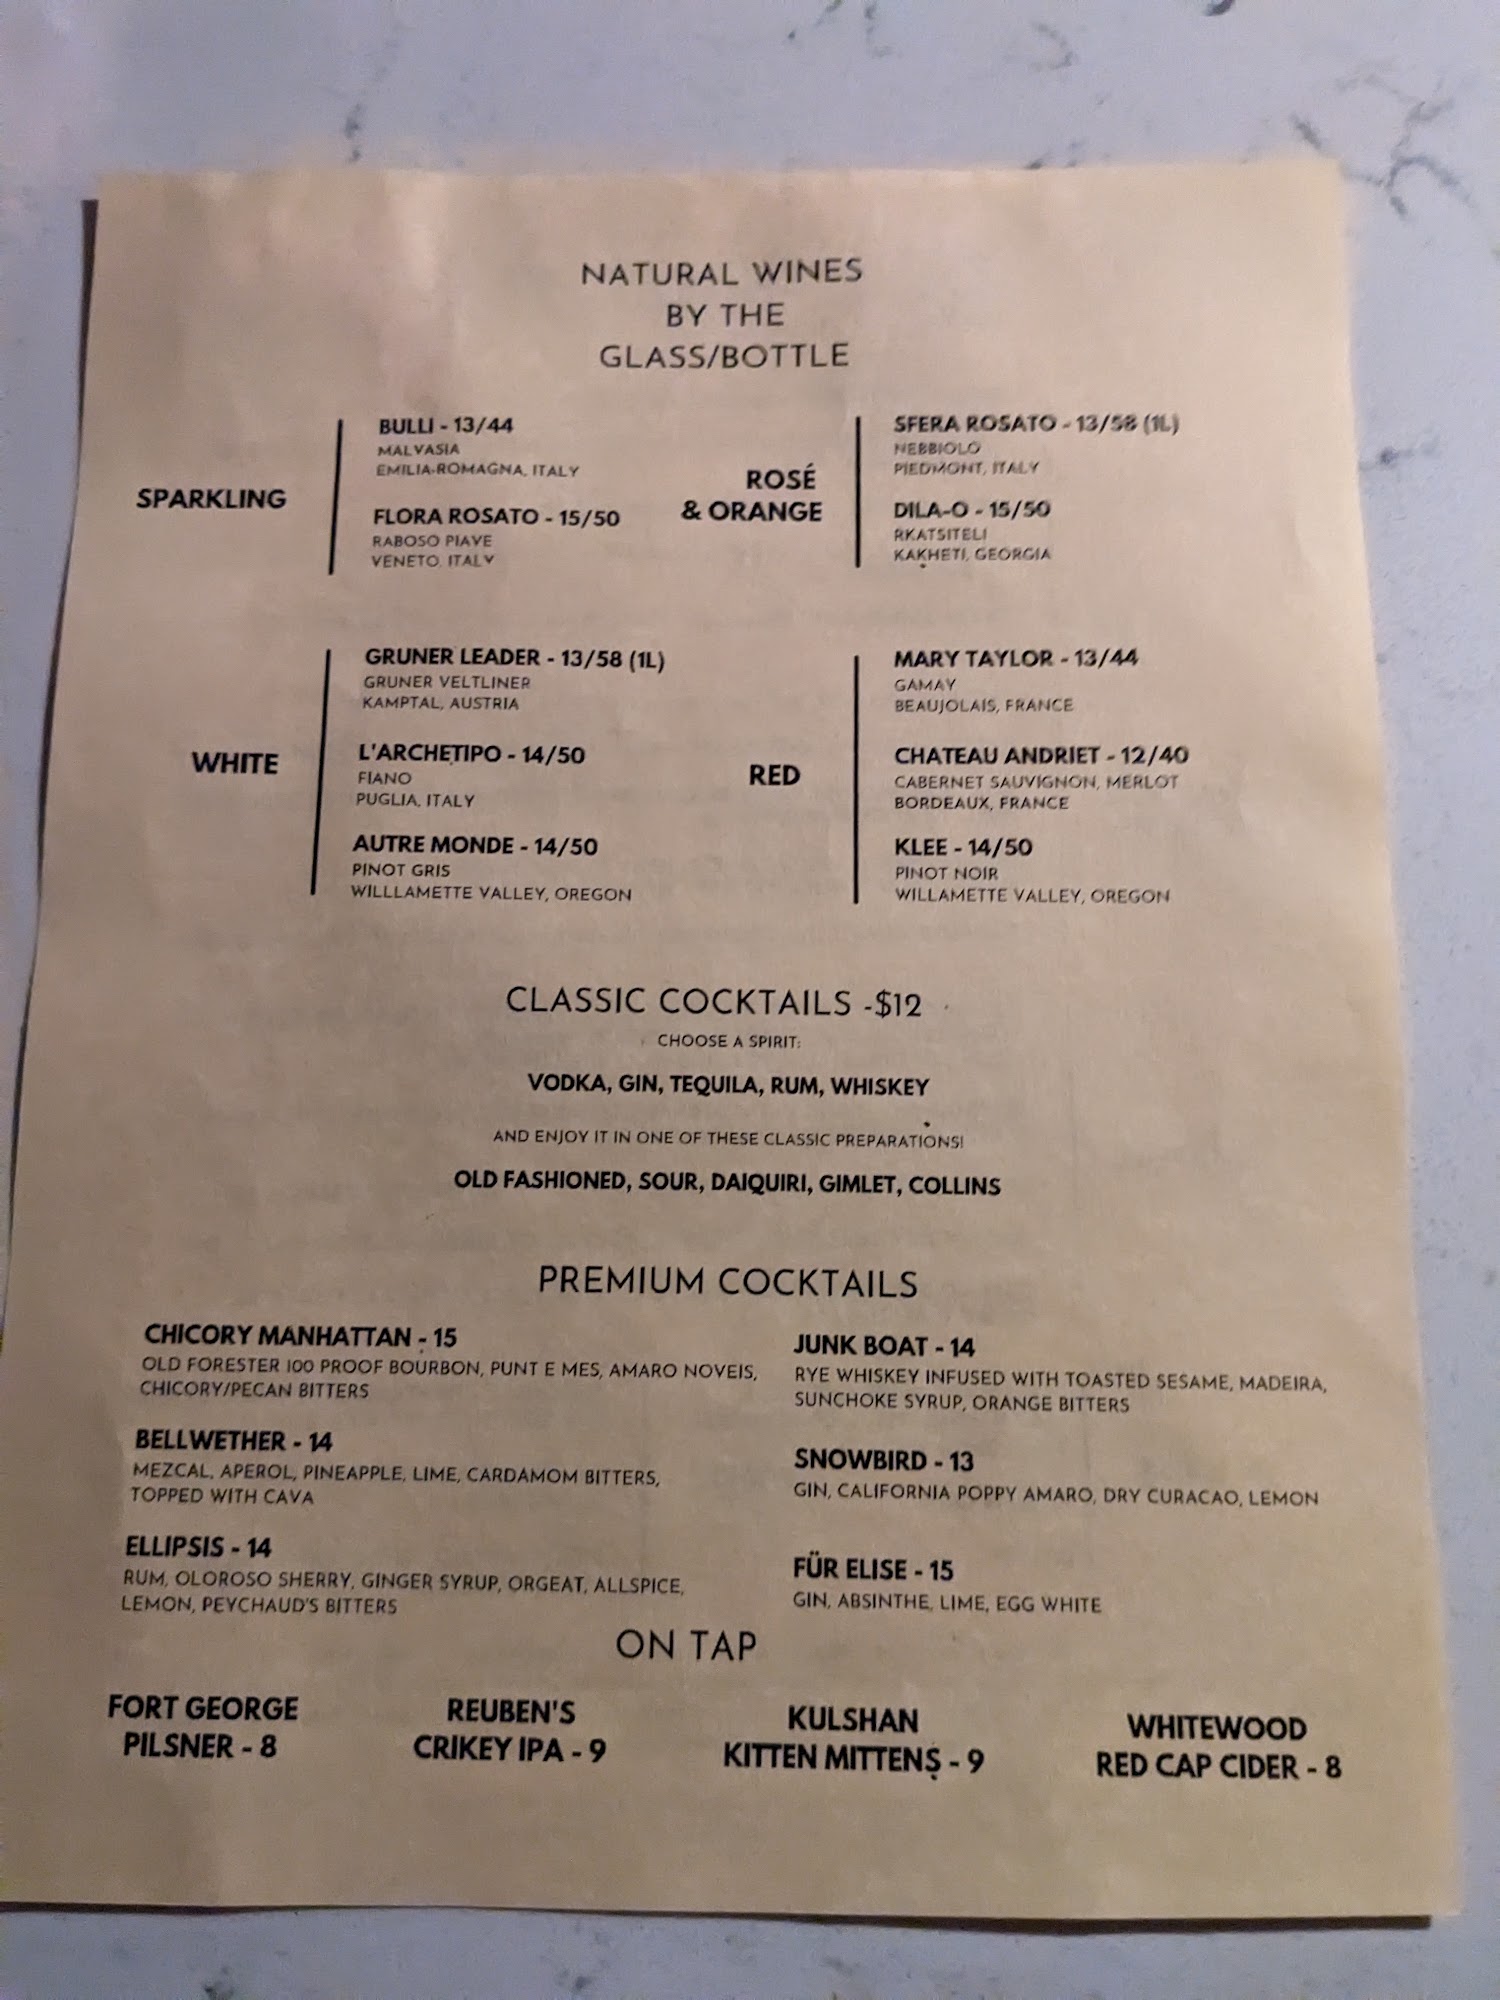 NATURAL WINES
BY THE
GLASS/BOTTLE
SPARKLING
BULLI - 13/44
MALVASIA
EMILIA-ROMAGNA, ITALY
FLORA ROSATO - 15/50
RABOSO PIAVE
VENETO, ITALY
ROSÉ
& ORANGE
SFERA ROSATO - 13/58 (1L)
NEBBIOLO
PIEDMONT, ITALY
DILA-O - 15/50
RKATSITELI
KAKHETI, GEORGIA
WHITE
GRUNER LEADER - 13/58 (1L)
GRUNER VELTLINER
KAMPTAL, AUSTRIA
L'ARCHETIPO - 14/50
FIANO
PUGLIA, ITALY
AUTRE MONDE - 14/50
PINOT GRIS
WILLLAMETTE VALLEY, OREGON
RED
MARY TAYLOR - 13/44
GAMAY
BEAUJOLAIS, FRANCE
CHATEAU ANDRIET - 12/40
CABERNET SAUVIGNON, MERLOT
BORDEAUX, FRANCE
KLEE - 14/50
PINOT NOIR
WILLAMETTE VALLEY, OREGON
CLASSIC COCKTAILS -$12
CHOOSE A SPIRIT:
VODKA, GIN, TEQUILA, RUM, WHISKEY
AND ENJOY IT IN ONE OF THESE CLASSIC PREPARATIONS!
OLD FASHIONED, SOUR, DAIQUIRI, GIMLET, COLLINS
PREMIUM COCKTAILS
CHICORY MANHATTAN - 15
OLD FORESTER 100 PROOF BOURBON, PUNT E MES, AMARO NOVEIS,
CHICORY/PECAN BITTERS
BELLWETHER - 14
MEZCAL, APEROL, PINEAPPLE, LIME, CARDAMOM BITTERS,
TOPPED WITH CAVA
ELLIPSIS - 14
RUM, OLOROSO SHERRY, GINGER SYRUP, ORGEAT, ALLSPICE,
LEMON, PEYCHAUD'S BITTERS
JUNK BOAT - 14
RYE WHISKEY INFUSED WITH TOASTED SESAME, MADEIRA,
SUNCHOKE SYRUP, ORANGE BITTERS
SNOWBIRD - 13
GIN, CALIFORNIA POPPY AMARO, DRY CURACAO, LEMON
FÜR ELISE - 15
GIN, ABSINTHE, LIME, EGG WHITE
ON TAP
FORT GEORGE
PILSNER - 8
REUBEN'S
CRIKEY IPA - 9
KULSHAN
KITTEN MITTENS - 9
WHITEWOOD
RED CAP CIDER - 8